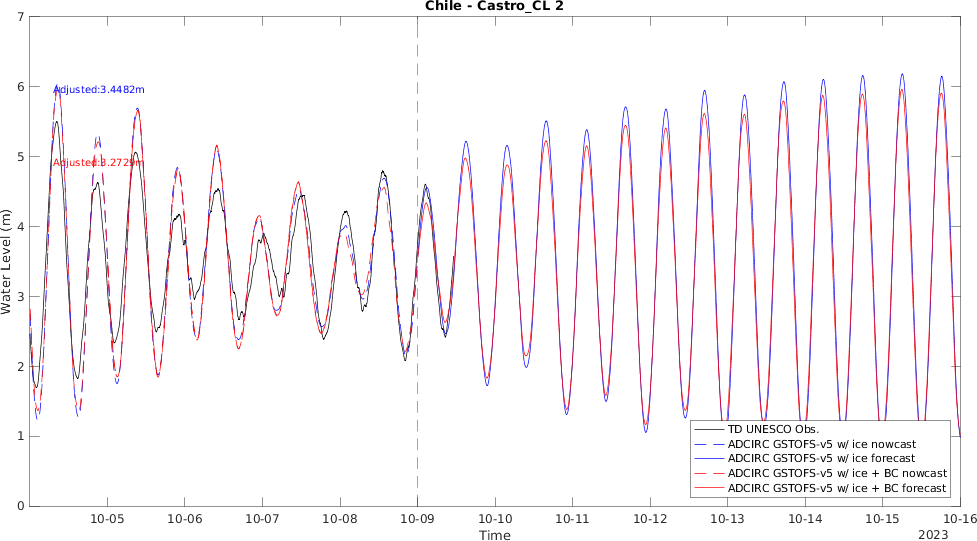 Chile - Castro_CL 2
7
6
5
4
3
2
1
0
Water Level (m)
Adjusted:3.4482m
Adjusted:3.2729m
TD UNESCO Obs.
ADCIRC GSTOFS-v5 w/ ice nowcast
ADCIRC GSTOFS-v5 w/ ice forecast
ADCIRC GSTOFS-v5 w/ ice + BC nowcast
ADCIRC GSTOFS-v5 w/ ice + BC forecast
10-05 10-06 10-07 10-08 10-09 10-10 10-11 10-12 10-13 10-14 10-15 10-16
Time
2023